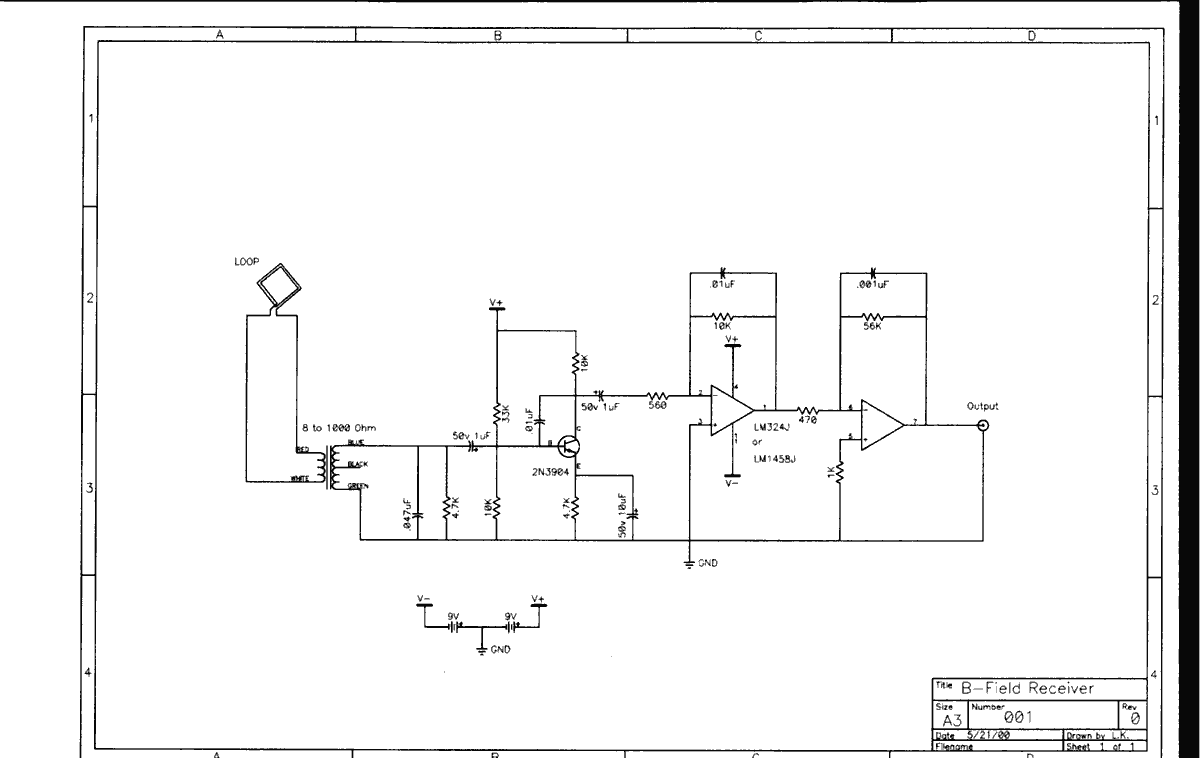 A B C D
1 1
LOOP
2 2
V+
.01uF
.001uF
10K
56K
V+
10K
4
50v 1uF
560
2
33K
.01uF
C
1
470
6
7
Output
8 to 1000 Ohm
3
LM324J
or
LM1458J
5
RED
BLUE
50v 1uF
B
BLACK
WHITE
GREEN
2N3904
E
1
V-
1K
3 3
.047uF
4.7K
10K
4.7K
50v 10uF
GND
V- V+
9V 9V
GND
4 4
Title B-Field Receiver
Size A3
Number 001
Rev 0
Date 5/21/00
Drawn by L.K.
Filename
Sheet 1 of 1
A B C D